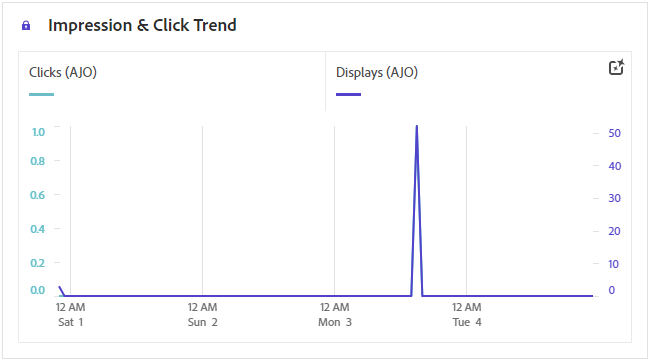 Impression & Click Trend
Clicks (AJO)
Displays (AJO)
1.0
0.8
0.6
0.4
0.2
0.0
50
40
30
20
10
0
12 AM 12 AM 12 AM 12 AM
Sat 1 Sun 2 Mon 3 Tue 4